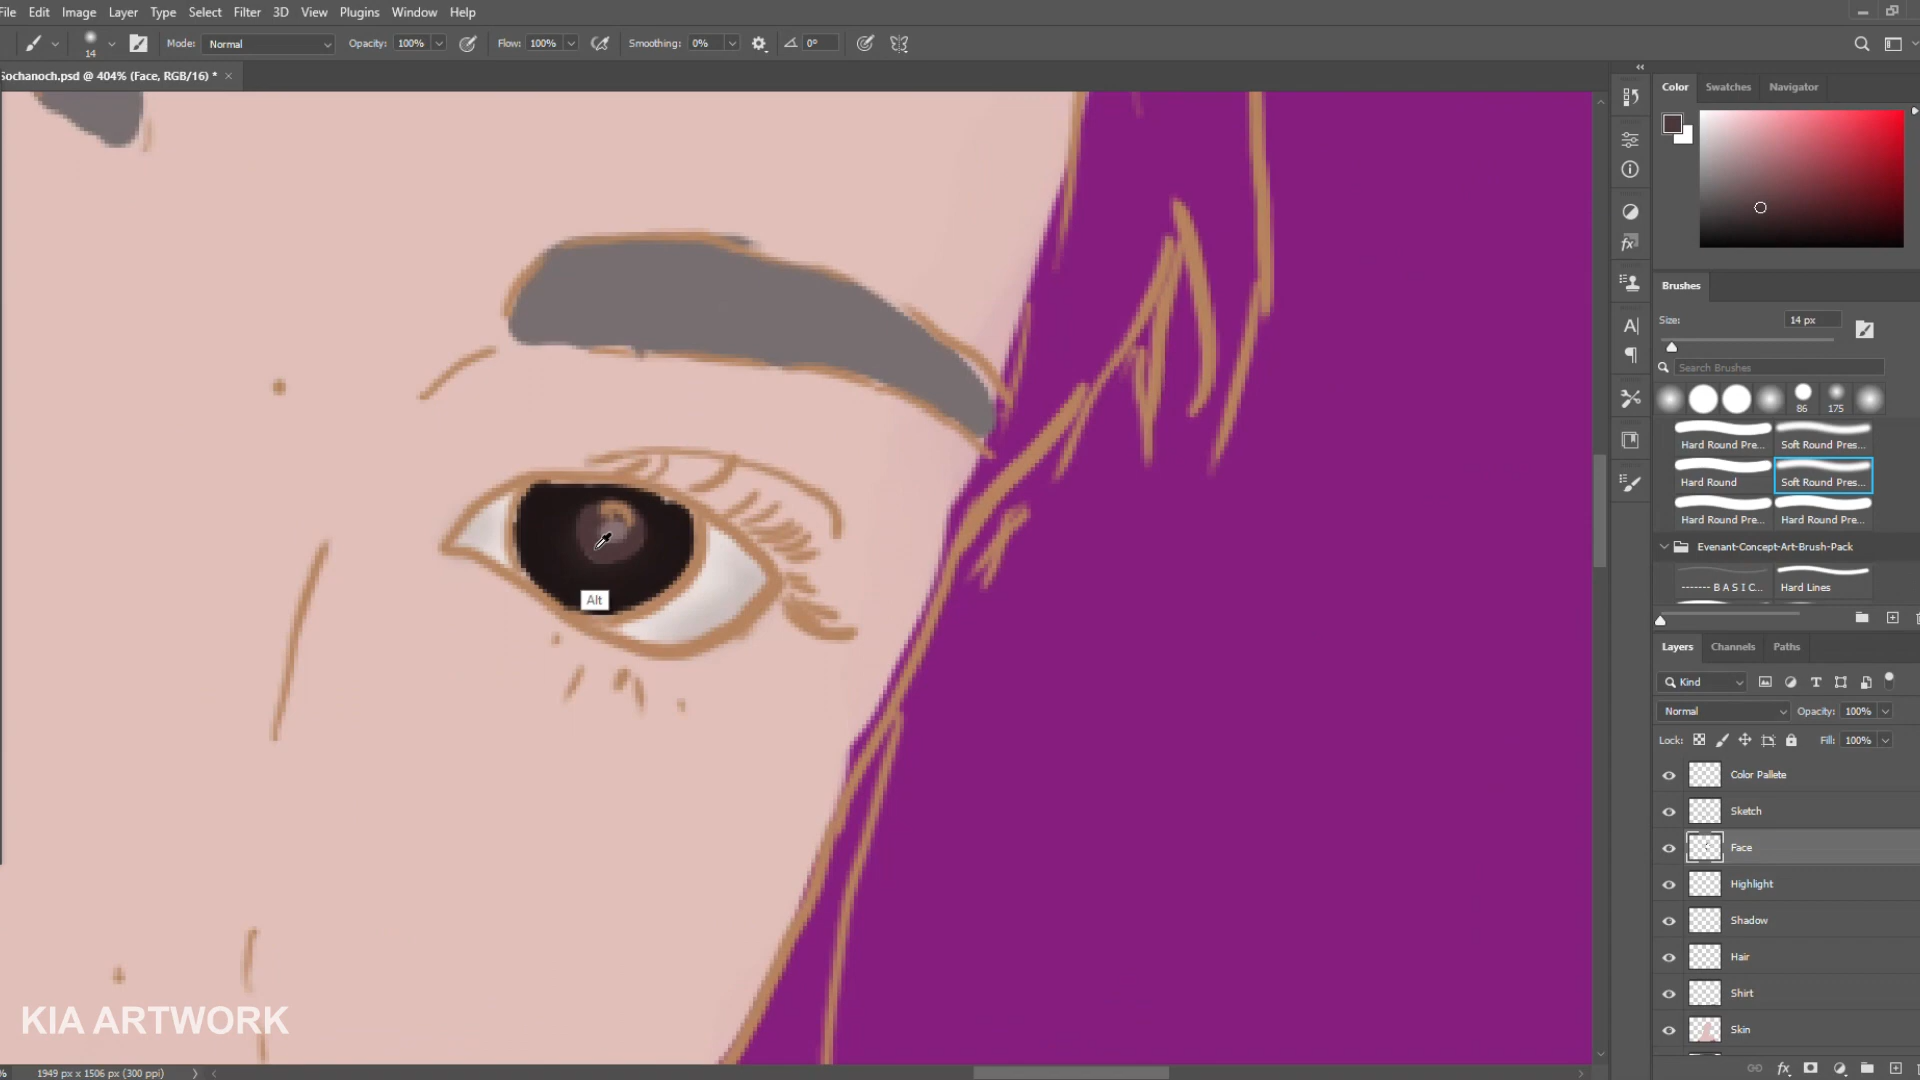 File Edit Image Layer Type Select Filter 3D View Plugins Window Help
14 Mode: Normal Opacity: 100% Flow: 100% Smoothing: 0% 0°
Sochanoch.psd @ 404% (Face, RGB/16) * ×
Color Swatches Navigator
Brushes
Size: 14 px
Search Brushes
86 175
Hard Round Pre... Soft Round Pres...
Hard Round Soft Round Pres...
Hard Round Pre... Hard Round Pre...
Evenant-Concept-Art-Brush-Pack
------- B A S I C... Hard Lines
Alt
Layers Channels Paths
Kind
Normal Opacity: 100%
Lock: Fill: 100%
Color Pallete
Sketch
Face
Highlight
Shadow
Hair
Shirt
Skin
KIA ARTWORK
% 1949 px x 1506 px (300 ppi)